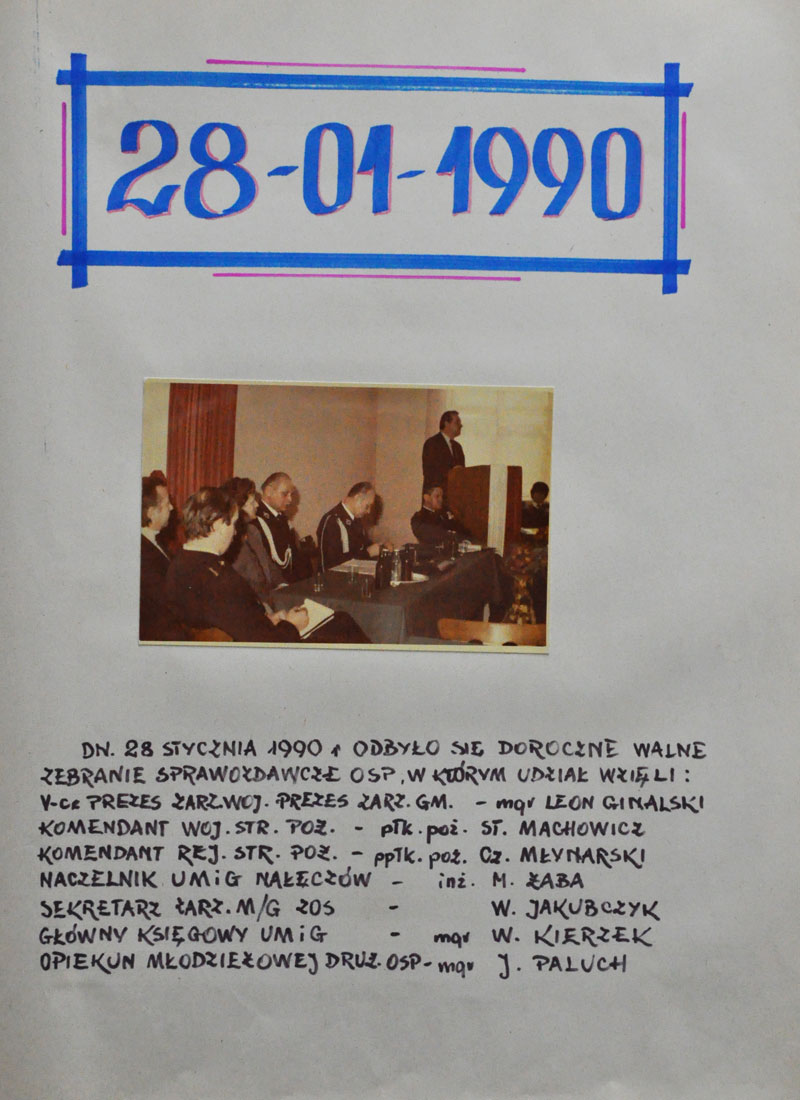 28-01-1990
DN. 28 STYCZNIA 1990 r ODBYŁO SIĘ DOROCZNE WALNE
ZEBRANIE SPRAWOZDAWCZE OSP, W KTÓRYM UDZIAŁ WZIĘLI :
V-ce PREZES ZARZ.WOJ. PREZES ZARZ. GM. - mgr LEON GINALSKI
KOMENDANT WOJ. STR. POŻ. - płk. poż. ST. MACHOWICZ
KOMENDANT REJ. STR. POŻ. - ppłk. poż. Cz. MŁYNARSKI
NACZELNIK UMiG NAŁĘCZÓW - inż. M. ŻABA
SEKRETARZ ZARZ. M/G ZOS - W. JAKUBCZYK
GŁÓWNY KSIĘGOWY UMiG - mgr W. KIERZEK
OPIEKUN MŁODZIEŻOWEJ DRUŻ. OSP - mgr J. PALUCH